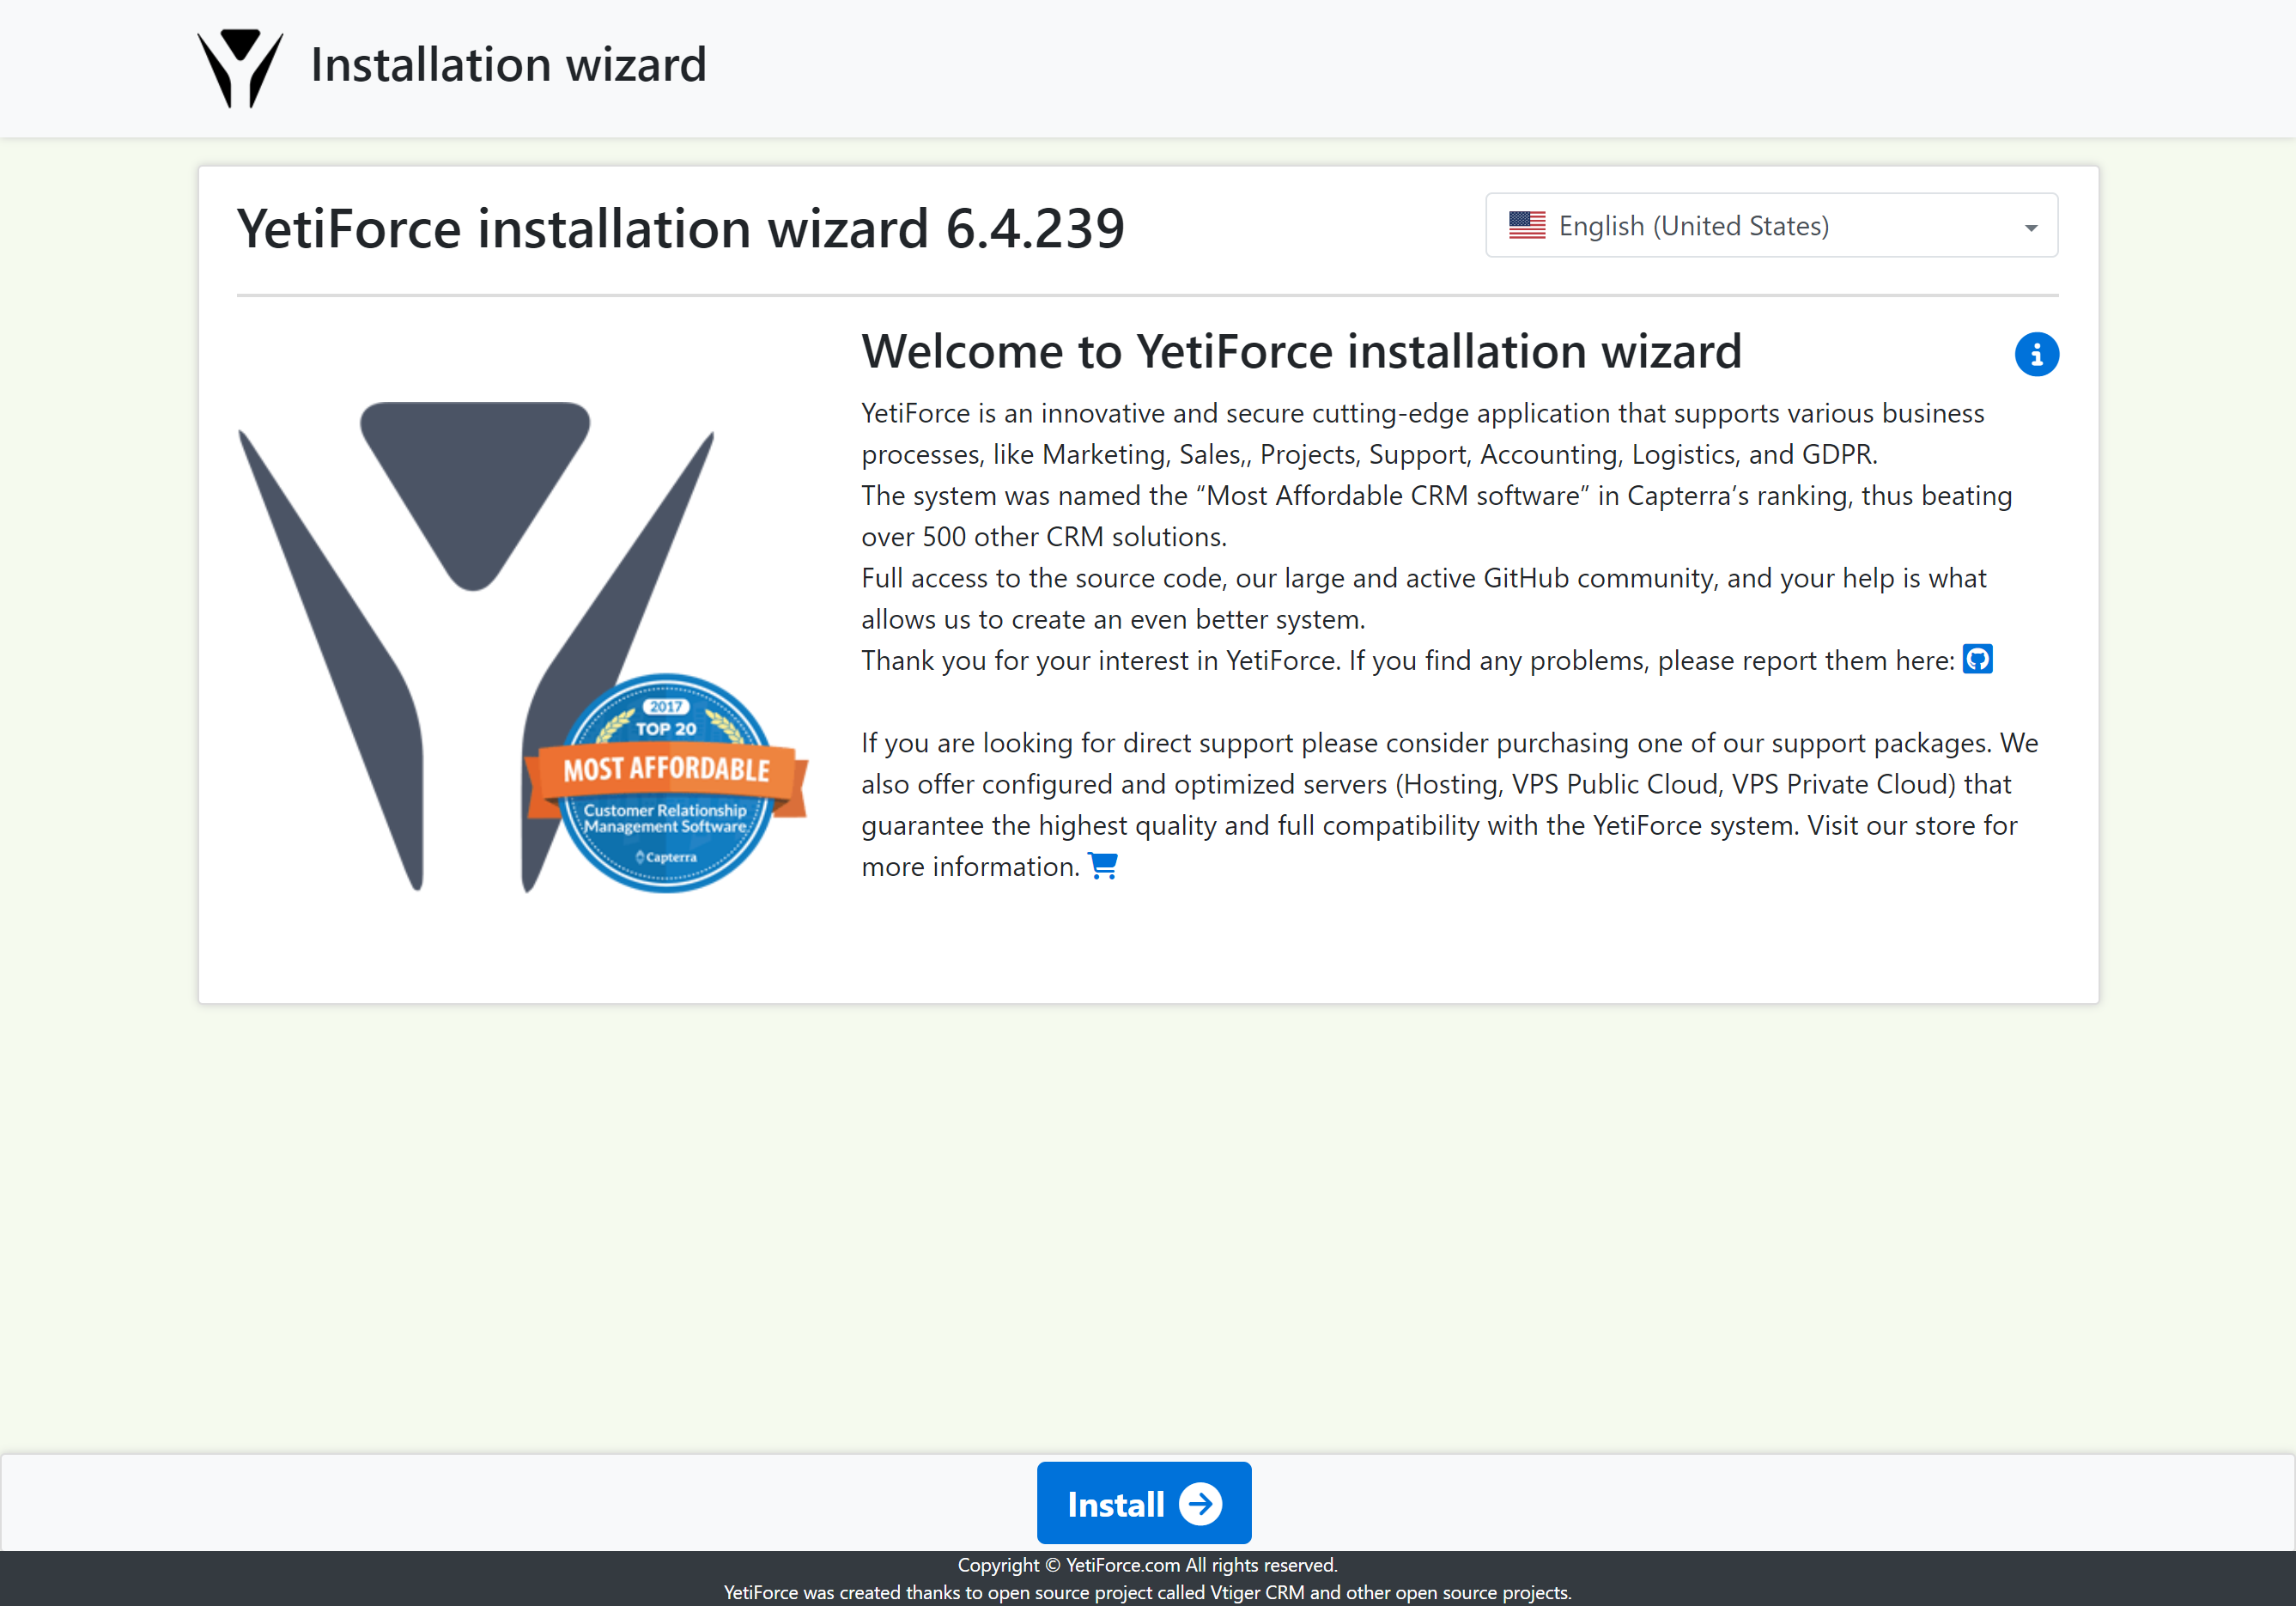 Installation wizard
YetiForce installation wizard 6.4.239
English (United States)
Welcome to YetiForce installation wizard
YetiForce is an innovative and secure cutting-edge application that supports various business
processes, like Marketing, Sales,, Projects, Support, Accounting, Logistics, and GDPR.
The system was named the “Most Affordable CRM software” in Capterra’s ranking, thus beating
over 500 other CRM solutions.
Full access to the source code, our large and active GitHub community, and your help is what
allows us to create an even better system.
Thank you for your interest in YetiForce. If you find any problems, please report them here:
If you are looking for direct support please consider purchasing one of our support packages. We
also offer configured and optimized servers (Hosting, VPS Public Cloud, VPS Private Cloud) that
guarantee the highest quality and full compatibility with the YetiForce system. Visit our store for
more information.
2017
TOP 20
MOST AFFORDABLE
Customer Relationship
Management Software
Capterra
Install
Copyright © YetiForce.com All rights reserved.
YetiForce was created thanks to open source project called Vtiger CRM and other open source projects.